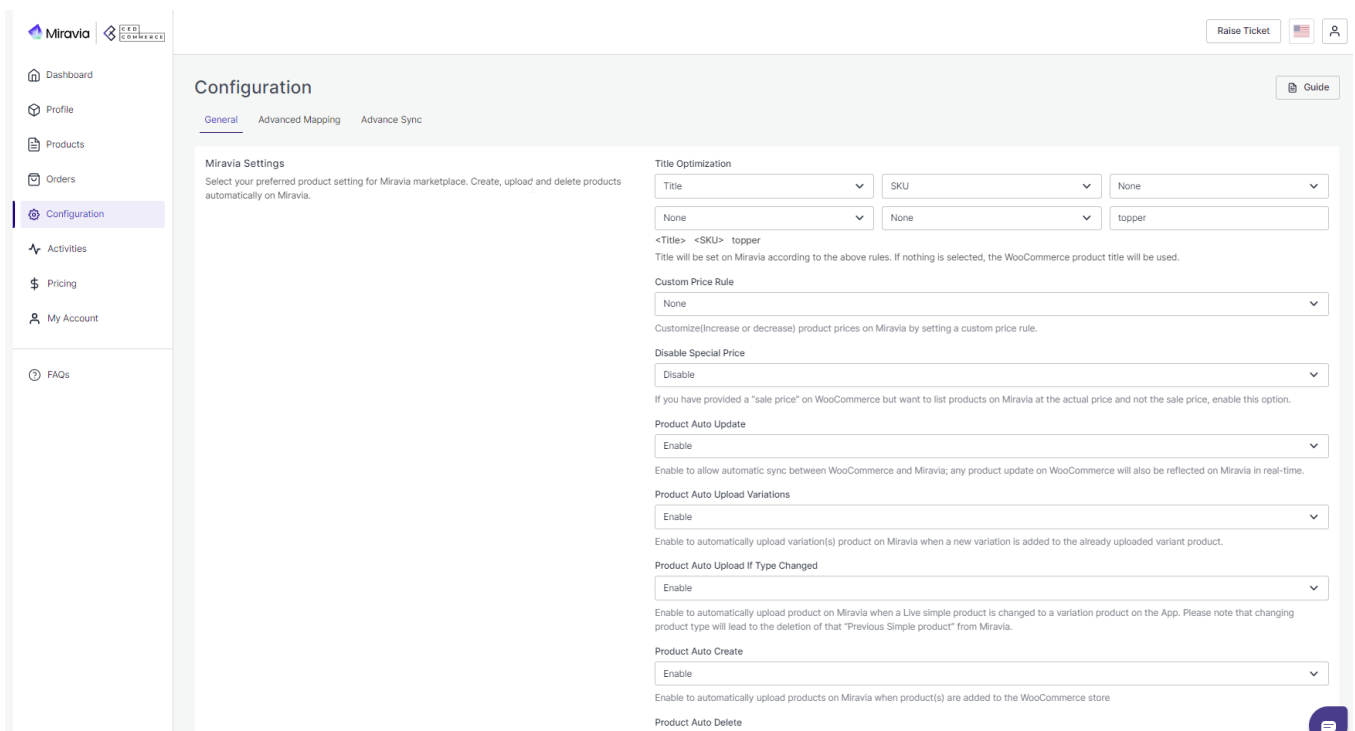 Miravia
CED
COMMERCE
Raise Ticket
Dashboard
Profile
Products
Orders
Configuration
Activities
Pricing
My Account
FAQs
Configuration
Guide
General Advanced Mapping Advance Sync
Miravia Settings
Select your preferred product setting for Miravia marketplace. Create, upload and delete products
automatically on Miravia.
Title Optimization
Title SKU None
None None topper
<Title> <SKU> topper
Title will be set on Miravia according to the above rules. If nothing is selected, the WooCommerce product title will be used.
Custom Price Rule
None
Customize(Increase or decrease) product prices on Miravia by setting a custom price rule.
Disable Special Price
Disable
If you have provided a "sale price" on WooCommerce but want to list products on Miravia at the actual price and not the sale price, enable this option.
Product Auto Update
Enable
Enable to allow automatic sync between WooCommerce and Miravia; any product update on WooCommerce will also be reflected on Miravia in real-time.
Product Auto Upload Variations
Enable
Enable to automatically upload variation(s) product on Miravia when a new variation is added to the already uploaded variant product.
Product Auto Upload If Type Changed
Enable
Enable to automatically upload product on Miravia when a Live simple product is changed to a variation product on the App. Please note that changing
product type will lead to the deletion of that "Previous Simple product" from Miravia.
Product Auto Create
Enable
Enable to automatically upload products on Miravia when product(s) are added to the WooCommerce store
Product Auto Delete